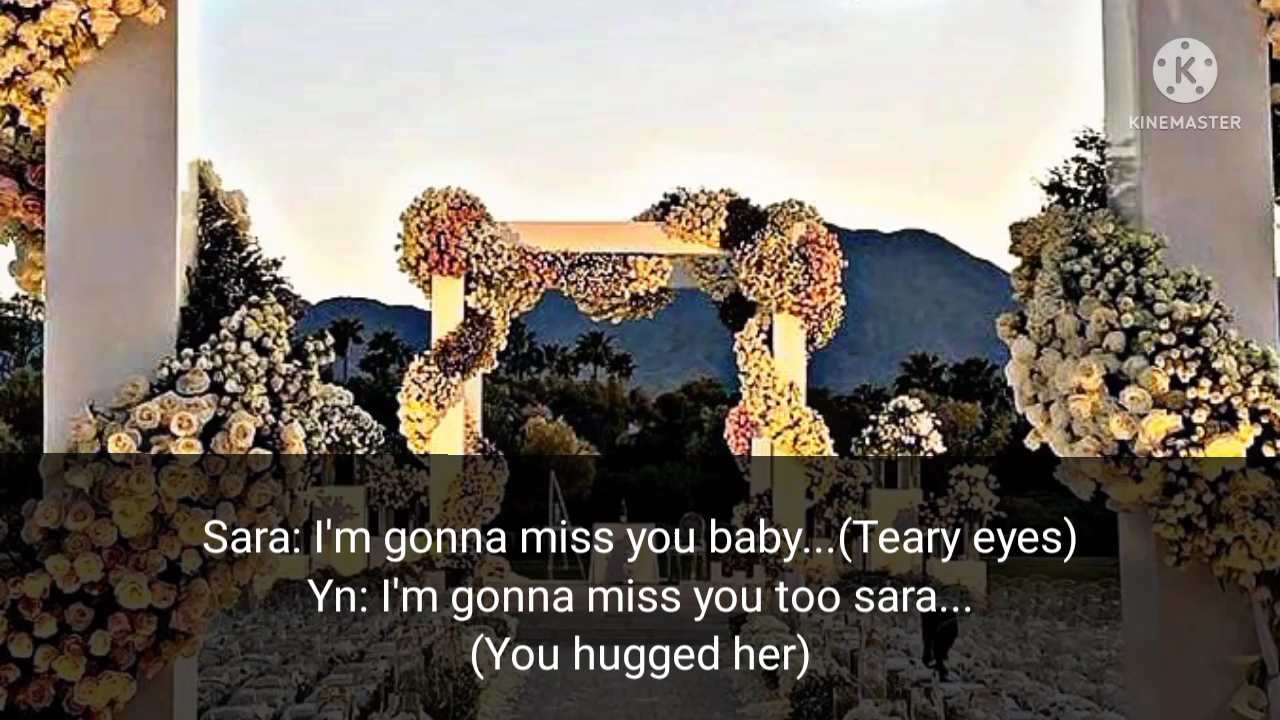 KINEMASTER
Sara: I'm gonna miss you baby...(Teary eyes)
Yn: I'm gonna miss you too sara...
(You hugged her)